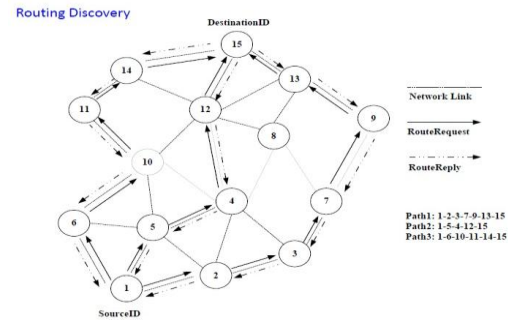 Routing Discovery
DestinationID
15
14
13
11
12
9
8
10
4
7
6
5
3
2
1
SourceID
Network Link
RouteRequest
RouteReply
Path1: 1-2-3-7-9-13-15
Path2: 1-5-4-12-15
Path3: 1-6-10-11-14-15